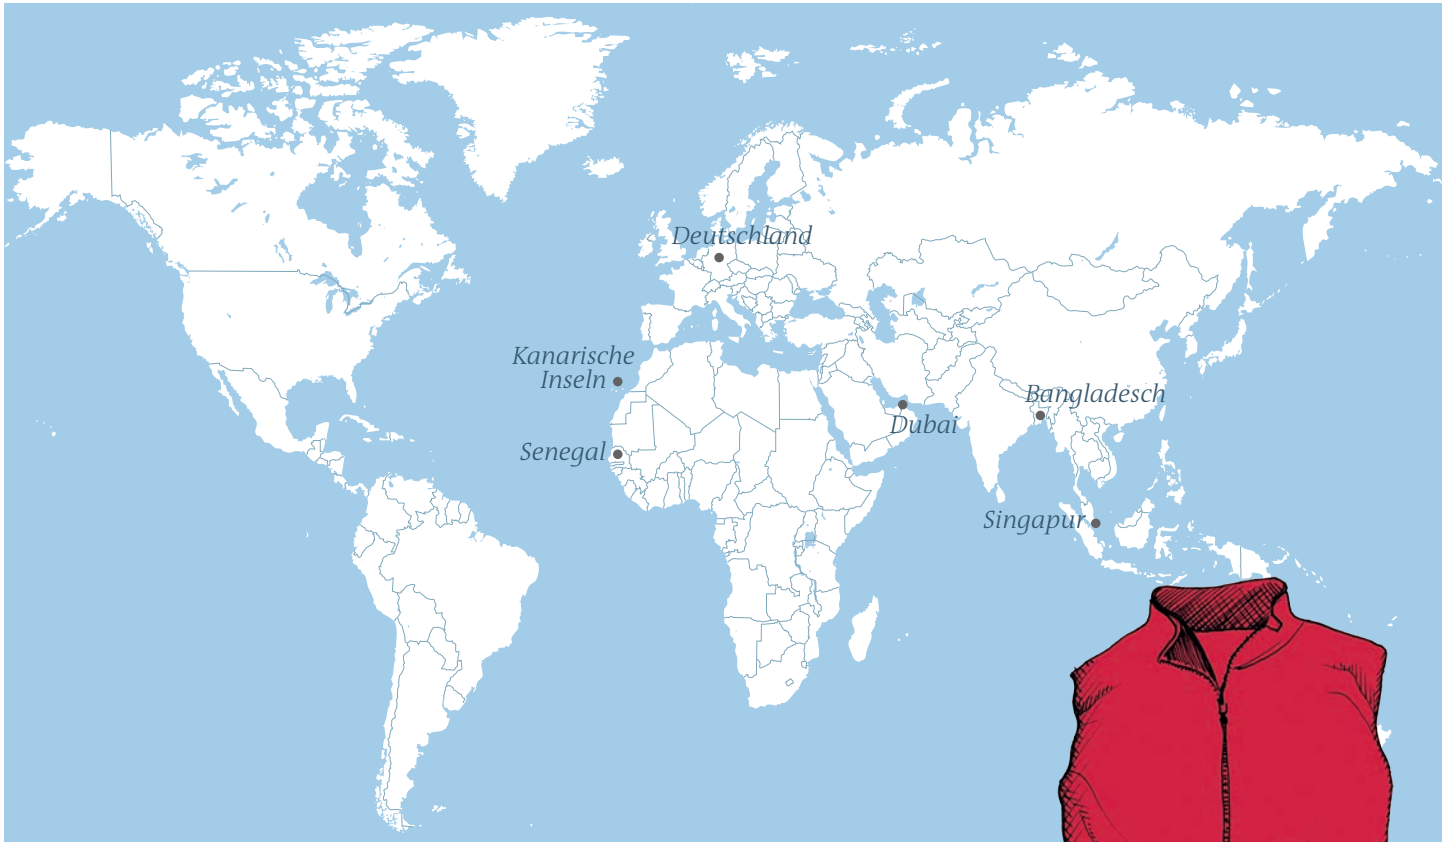 Deutschland
Kanarische
Inseln
Bangladesch
Dubai
Senegal
Singapur